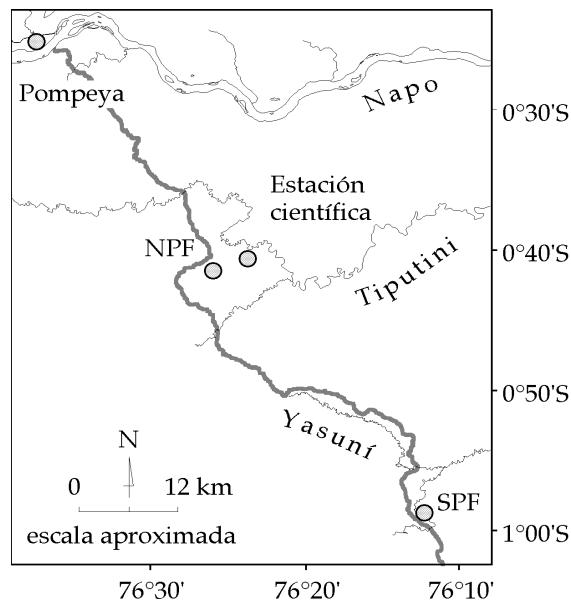 Pompeya
Napo
0°30'S
Estación
científica
NPF
0°40'S
Tiputini
0°50'S
Yasuní
N
0 12 km
escala aproximada
SPF
1°00'S
76°30' 76°20' 76°10'